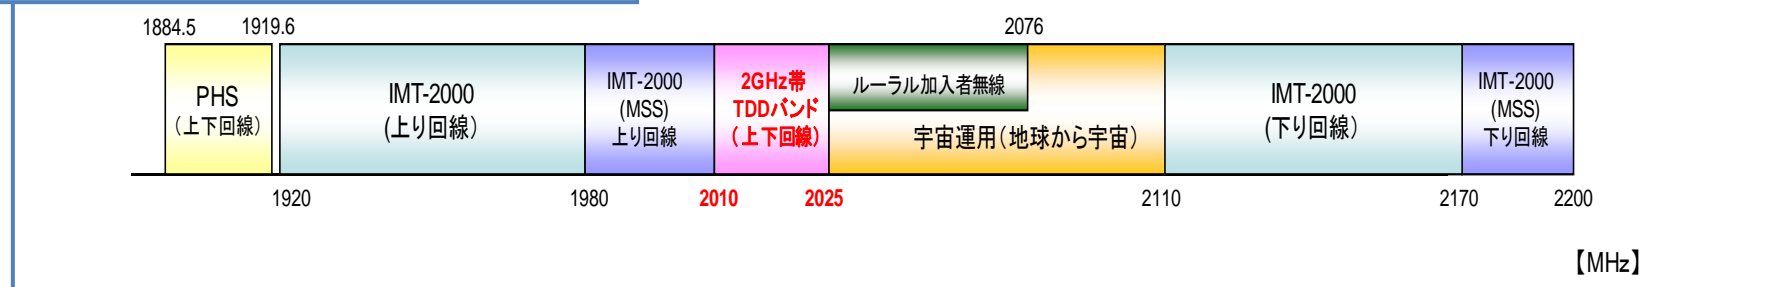 1884.5
1919.6
2076
PHS
（上下回線）
IMT-2000
(上り回線）
IMT-2000
(MSS)
上り回線
2GHz帯
TDDバンド
（上下回線）
ルーラル加入者無線
宇宙運用（地球から宇宙）
IMT-2000
(下り回線）
IMT-2000
(MSS)
下り回線
1920
1980
2010
2025
2110
2170
2200
【MHz】